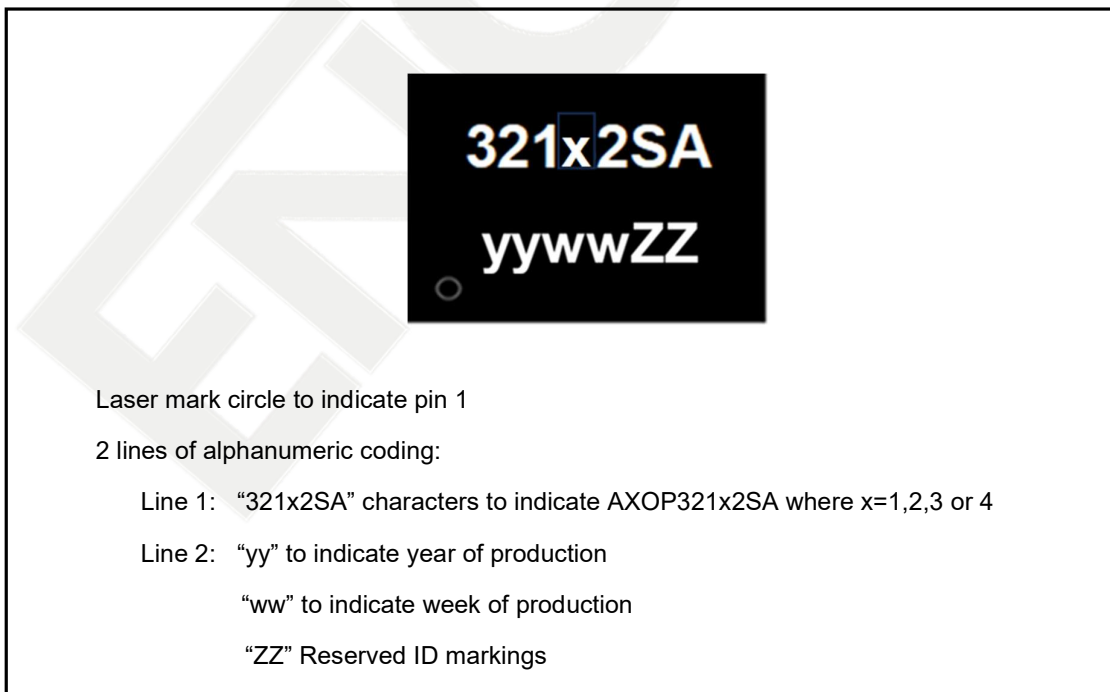 321x2SA
yywwZZ
Laser mark circle to indicate pin 1
2 lines of alphanumeric coding:
Line 1: “321x2SA” characters to indicate AXOP321x2SA where x=1,2,3 or 4
Line 2: “yy” to indicate year of production
“ww” to indicate week of production
“ZZ” Reserved ID markings